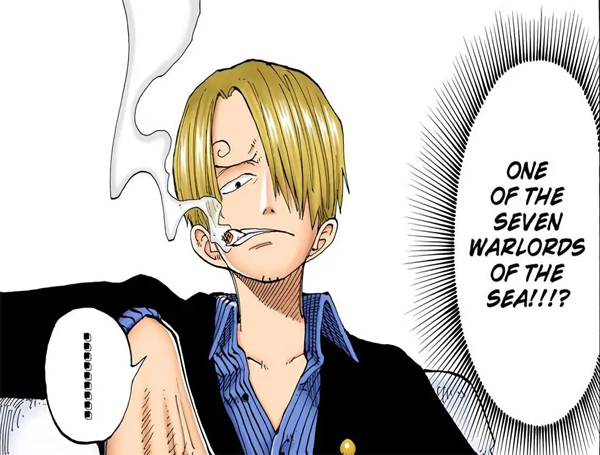 ONE
OF THE
SEVEN
WARLORDS
OF THE
SEA!!!?